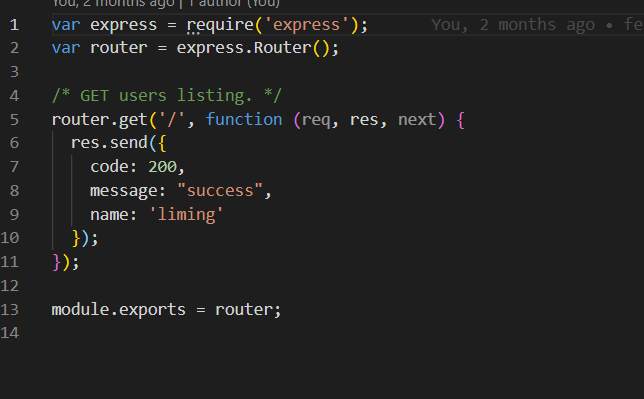 You, 2 months ago | 1 author (You)
1 var express = require('express'); You, 2 months ago • fe
2 var router = express.Router();
3
4 /* GET users listing. */
5 router.get('/', function (req, res, next) {
6 res.send({
7 code: 200,
8 message: "success",
9 name: 'liming'
10 });
11 });
12
13 module.exports = router;
14